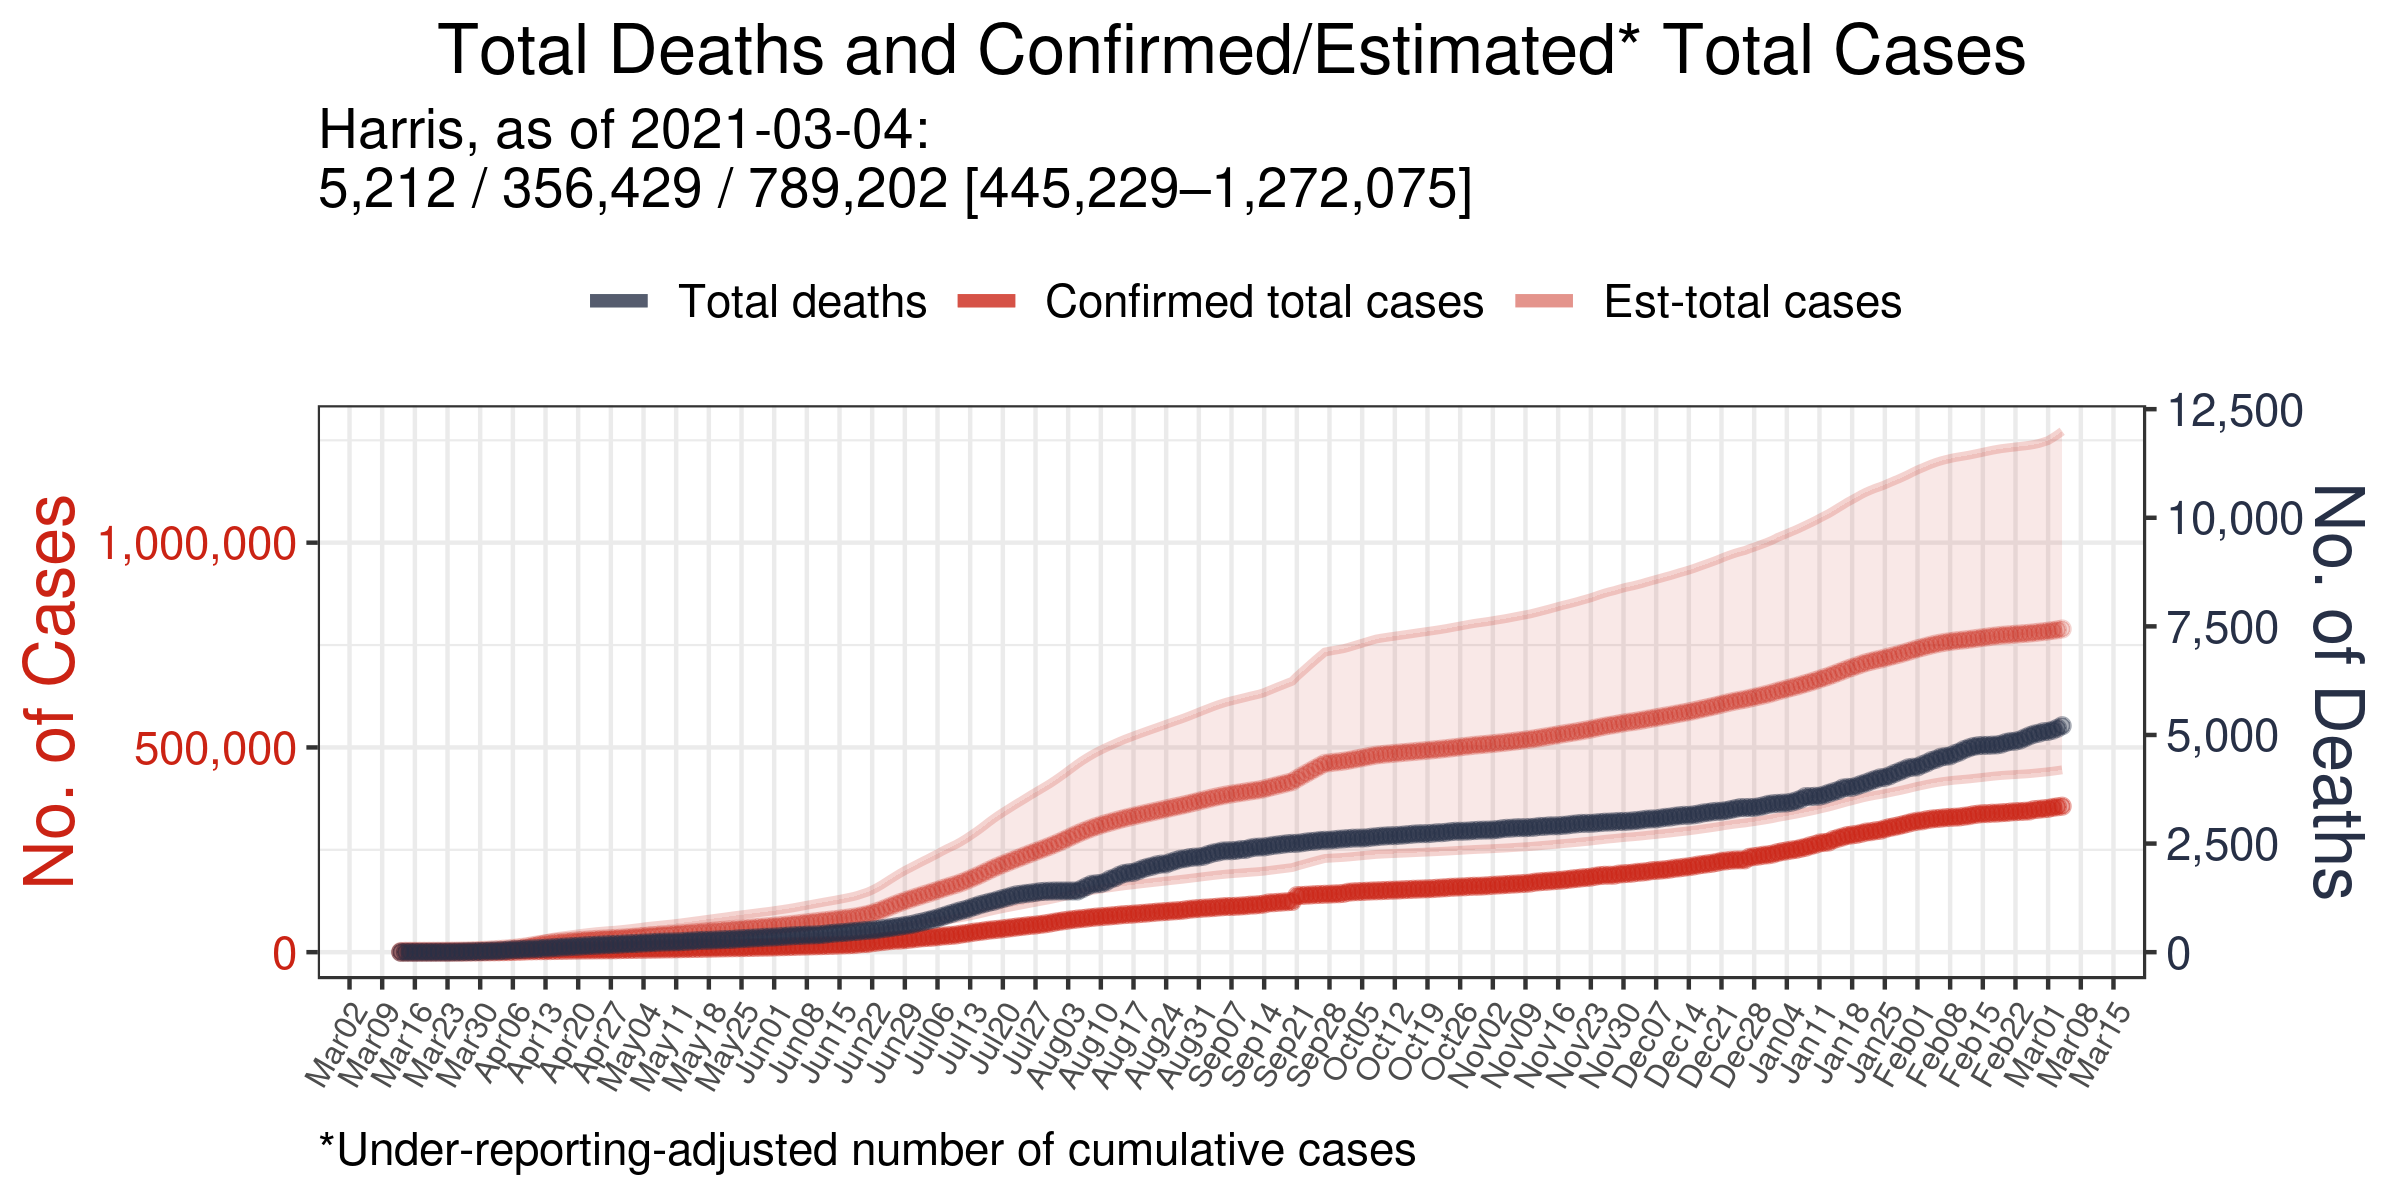 Total Deaths and Confirmed/Estimated* Total Cases
Harris, as of 2021-03-04:
5,212 / 356,429 / 789,202 [445,229–1,272,075]
Total deaths
Confirmed total cases
Est-total cases
No. of Cases
1,000,000
500,000
0
12,500
10,000
7,500
5,000
2,500
0
No. of Deaths
Mar02
Mar09
Mar16
Mar23
Mar30
Apr06
Apr13
Apr20
Apr27
May04
May11
May18
May25
Jun01
Jun08
Jun15
Jun22
Jun29
Jul06
Jul13
Jul20
Jul27
Aug03
Aug10
Aug17
Aug24
Aug31
Sep07
Sep14
Sep21
Sep28
Oct05
Oct12
Oct19
Oct26
Nov02
Nov09
Nov16
Nov23
Nov30
Dec07
Dec14
Dec21
Dec28
Jan04
Jan11
Jan18
Jan25
Feb01
Feb08
Feb15
Feb22
Mar01
Mar08
Mar15
*Under-reporting-adjusted number of cumulative cases